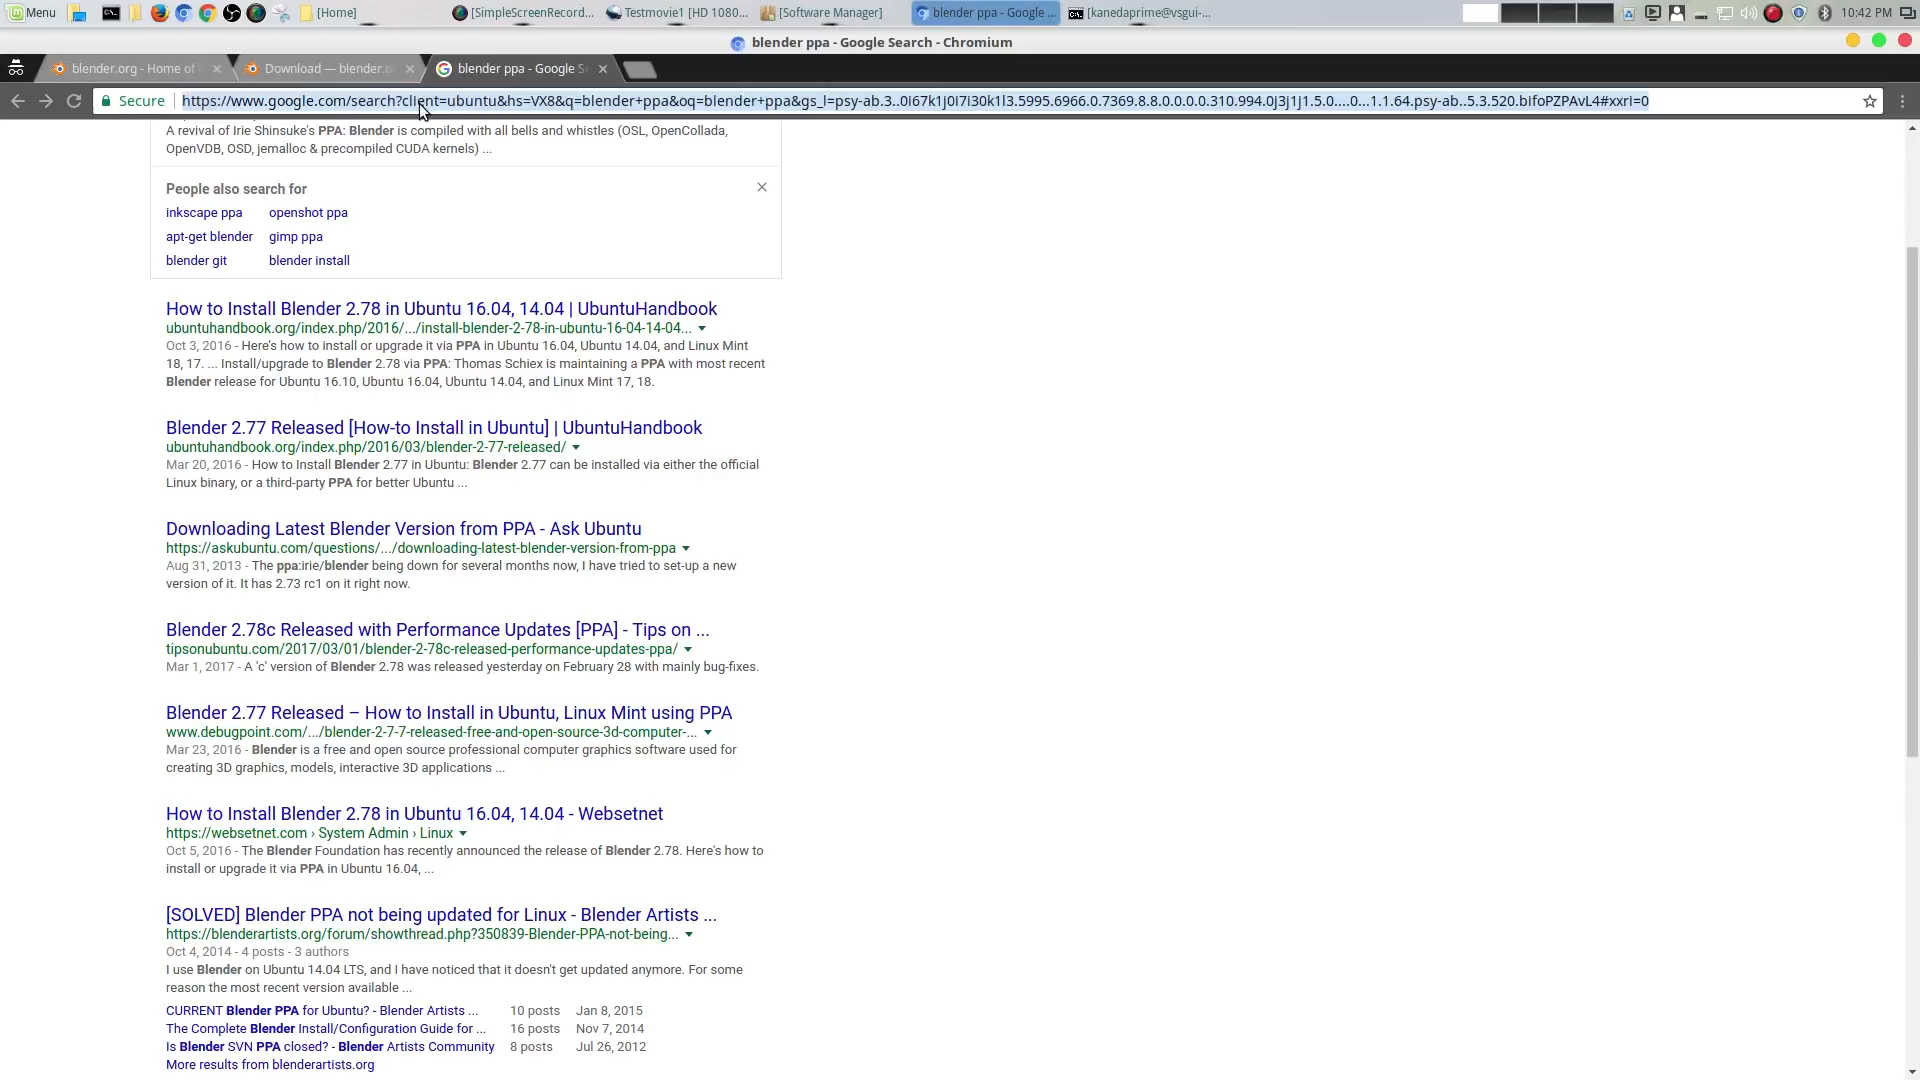 Menu
[Home]
[SimpleScreenRecord...
Testmovie1 [HD 1080...
[Software Manager]
blender ppa - Google ...
[kanedaprime@vsgui-...
10:42 PM
blender ppa - Google Search - Chromium
blender.org - Home of
Download — blender.o
blender ppa - Google S
Secure
https://www.google.com/search?client=ubuntu&hs=VX8&q=blender+ppa&oq=blender+ppa&gs_l=psy-ab.3..0i67k1j0i7i30k1l3.5995.6966.0.7369.8.8.0.0.0.0.310.994.0j3j1j1.5.0....0...1.1.64.psy-ab..5.3.520.bifoPZPAvL4#xxri=0
A revival of Irie Shinsuke's PPA: Blender is compiled with all bells and whistles (OSL, OpenCollada,
OpenVDB, OSD, jemalloc & precompiled CUDA kernels) ...
People also search for
inkscape ppa openshot ppa
apt-get blender gimp ppa
blender git blender install
How to Install Blender 2.78 in Ubuntu 16.04, 14.04 | UbuntuHandbook
ubuntuhandbook.org/index.php/2016/.../install-blender-2-78-in-ubuntu-16-04-14-04...
Oct 3, 2016 - Here's how to install or upgrade it via PPA in Ubuntu 16.04, Ubuntu 14.04, and Linux Mint
18, 17. ... Install/upgrade to Blender 2.78 via PPA: Thomas Schiex is maintaining a PPA with most recent
Blender release for Ubuntu 16.10, Ubuntu 16.04, Ubuntu 14.04, and Linux Mint 17, 18.
Blender 2.77 Released [How-to Install in Ubuntu] | UbuntuHandbook
ubuntuhandbook.org/index.php/2016/03/blender-2-77-released/
Mar 20, 2016 - How to Install Blender 2.77 in Ubuntu: Blender 2.77 can be installed via either the official
Linux binary, or a third-party PPA for better Ubuntu ...
Downloading Latest Blender Version from PPA - Ask Ubuntu
https://askubuntu.com/questions/.../downloading-latest-blender-version-from-ppa
Aug 31, 2013 - The ppa:irie/blender being down for several months now, I have tried to set-up a new
version of it. It has 2.73 rc1 on it right now.
Blender 2.78c Released with Performance Updates [PPA] - Tips on ...
tipsonubuntu.com/2017/03/01/blender-2-78c-released-performance-updates-ppa/
Mar 1, 2017 - A 'c' version of Blender 2.78 was released yesterday on February 28 with mainly bug-fixes.
Blender 2.77 Released – How to Install in Ubuntu, Linux Mint using PPA
www.debugpoint.com/.../blender-2-7-7-released-free-and-open-source-3d-computer-...
Mar 23, 2016 - Blender is a free and open source professional computer graphics software used for
creating 3D graphics, models, interactive 3D applications ...
How to Install Blender 2.78 in Ubuntu 16.04, 14.04 - Websetnet
https://websetnet.com › System Admin › Linux
Oct 5, 2016 - The Blender Foundation has recently announced the release of Blender 2.78. Here's how to
install or upgrade it via PPA in Ubuntu 16.04, ...
[SOLVED] Blender PPA not being updated for Linux - Blender Artists ...
https://blenderartists.org/forum/showthread.php?350839-Blender-PPA-not-being...
Oct 4, 2014 - 4 posts - 3 authors
I use Blender on Ubuntu 14.04 LTS, and I have noticed that it doesn't get updated anymore. For some
reason the most recent version available ...
CURRENT Blender PPA for Ubuntu? - Blender Artists ... 10 posts Jan 8, 2015
The Complete Blender Install/Configuration Guide for ... 16 posts Nov 7, 2014
Is Blender SVN PPA closed? - Blender Artists Community 8 posts Jul 26, 2012
More results from blenderartists.org